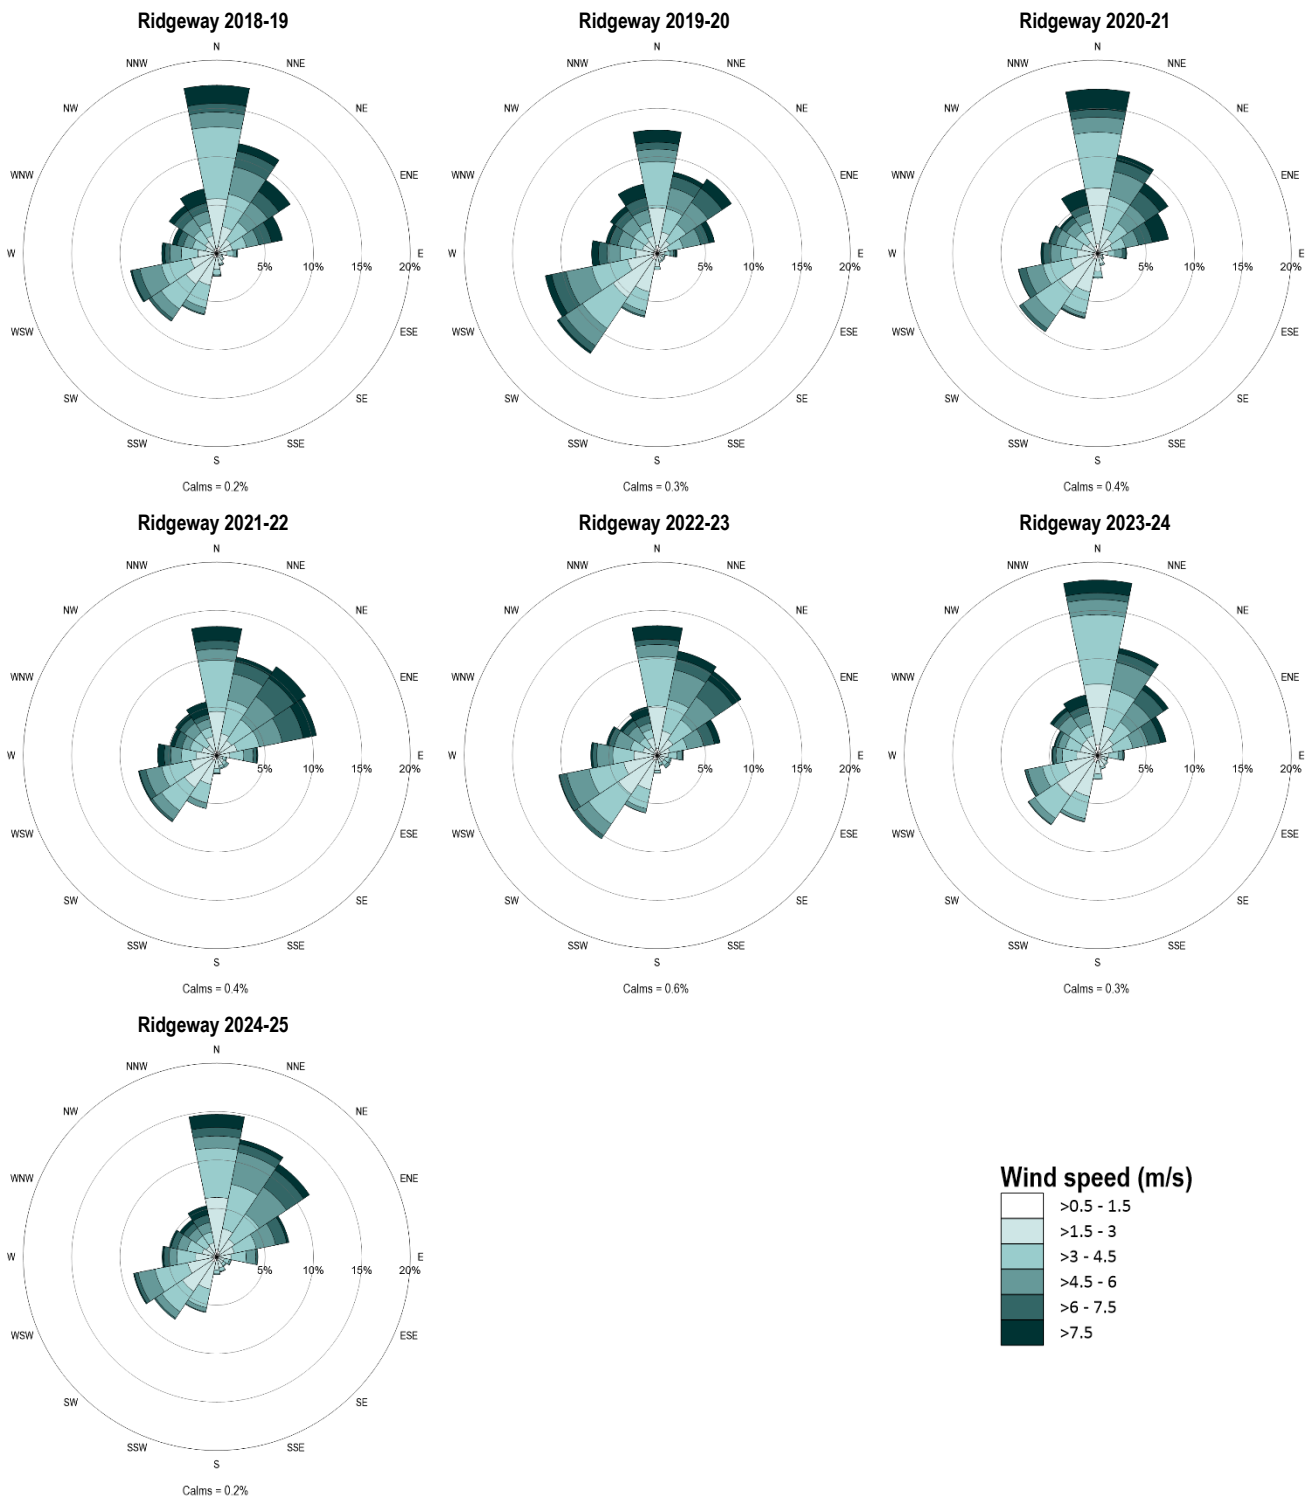 Ridgeway 2018-19
N
NNW
NNE
NW
NE
WNW
ENE
W
E
5%
10%
15%
20%
WSW
ESE
SW
SE
SSW
SSE
S
Calms = 0.2%
Ridgeway 2019-20
N
NNW
NNE
NW
NE
WNW
ENE
W
E
5%
10%
15%
20%
WSW
ESE
SW
SE
SSW
SSE
S
Calms = 0.3%
Ridgeway 2020-21
N
NNW
NNE
NW
NE
WNW
ENE
W
E
5%
10%
15%
20%
WSW
ESE
SW
SE
SSW
SSE
S
Calms = 0.4%
Ridgeway 2021-22
N
NNW
NNE
NW
NE
WNW
ENE
W
E
5%
10%
15%
20%
WSW
ESE
SW
SE
SSW
SSE
S
Calms = 0.4%
Ridgeway 2022-23
N
NNW
NNE
NW
NE
WNW
ENE
W
E
5%
10%
15%
20%
WSW
ESE
SW
SE
SSW
SSE
S
Calms = 0.6%
Ridgeway 2023-24
N
NNW
NNE
NW
NE
WNW
ENE
W
E
5%
10%
15%
20%
WSW
ESE
SW
SE
SSW
SSE
S
Calms = 0.3%
Ridgeway 2024-25
N
NNW
NNE
NW
NE
WNW
ENE
W
E
5%
10%
15%
20%
WSW
ESE
SW
SE
SSW
SSE
S
Calms = 0.2%
Wind speed (m/s)
>0.5 - 1.5
>1.5 - 3
>3 - 4.5
>4.5 - 6
>6 - 7.5
>7.5